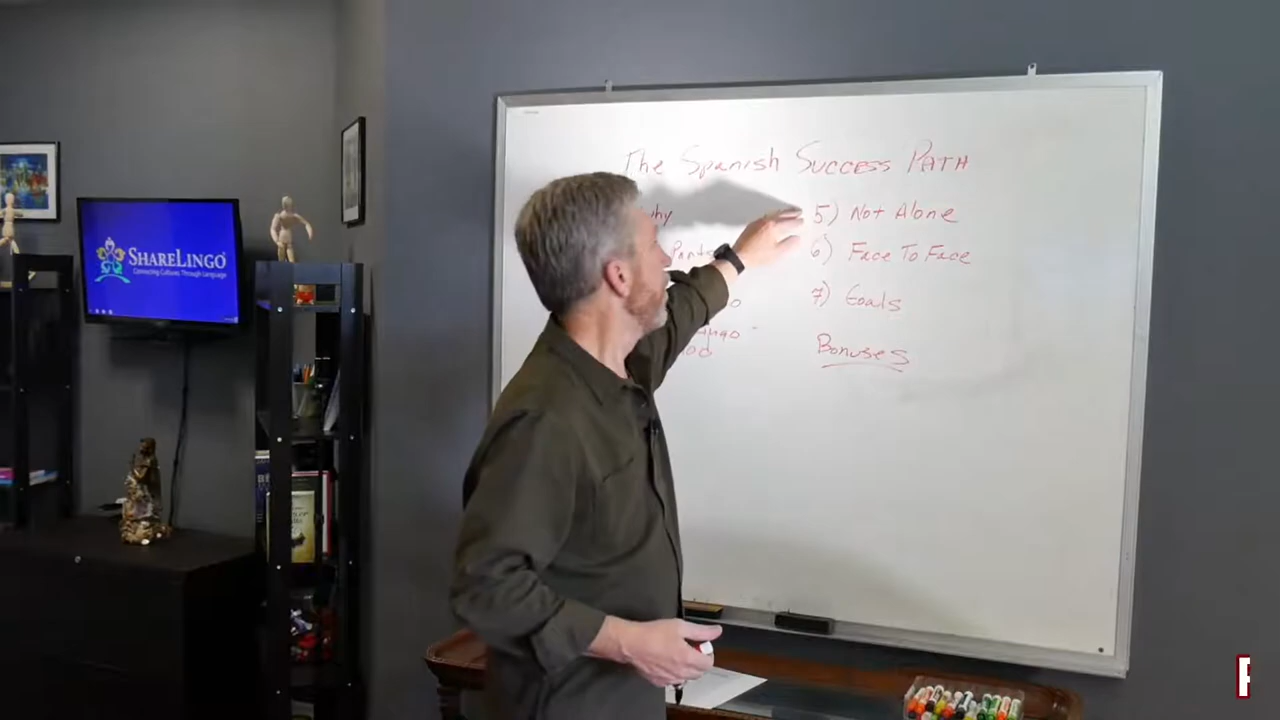 SHARELINGO
Connecting Cultures Through Language
The Spanish Success Path
why
5) Not Alone
6) Face To Face
7) Goals
Bonuses